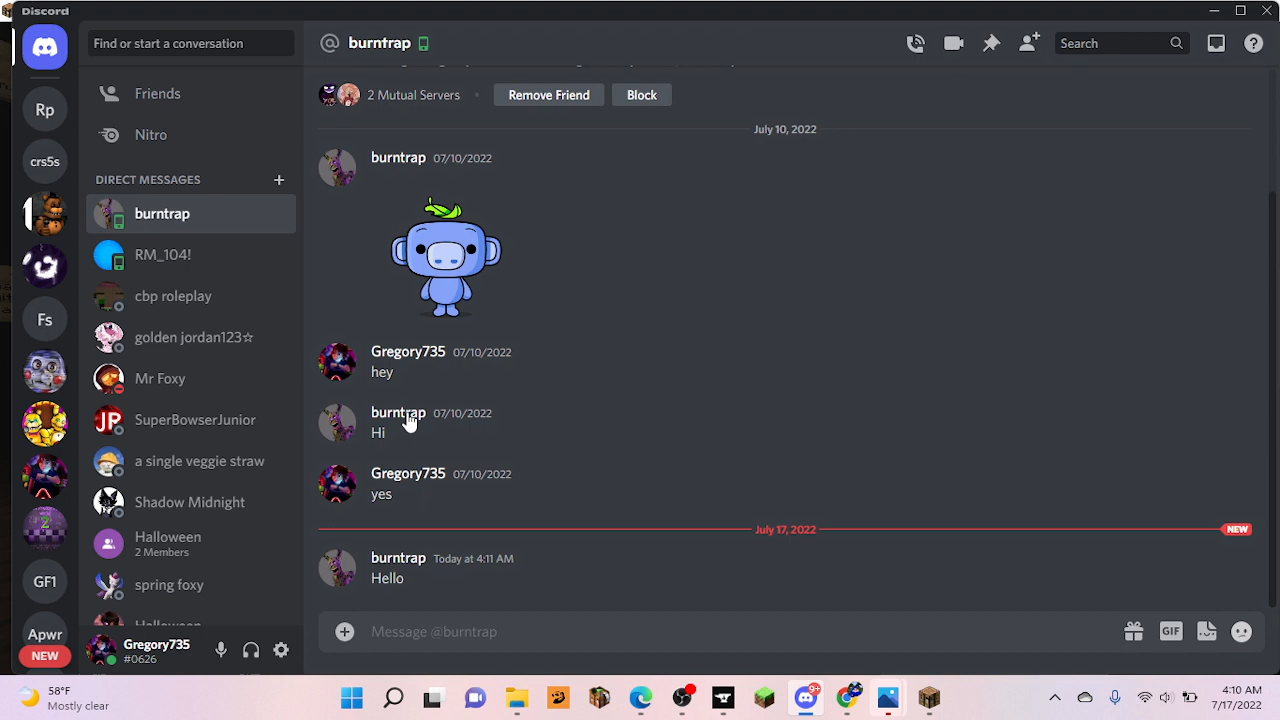 Discord
Find or start a conversation
burntrap
Search
Rp
crs5s
Fs
GF1
Apwr
NEW
Friends
Nitro
DIRECT MESSAGES
burntrap
RM_104!
cbp roleplay
golden jordan123☆
Mr Foxy
SuperBowserJunior
JP
a single veggie straw
Shadow Midnight
Halloween
2 Members
spring foxy
Gregory735
#0626
2 Mutual Servers
Remove Friend
Block
July 10, 2022
burntrap 07/10/2022
Gregory735 07/10/2022
hey
burntrap 07/10/2022
Hi
Gregory735 07/10/2022
yes
July 17, 2022
NEW
burntrap Today at 4:11 AM
Hello
Message @burntrap
GIF
58°F
Mostly clear
9+
4:10 AM
7/17/2022